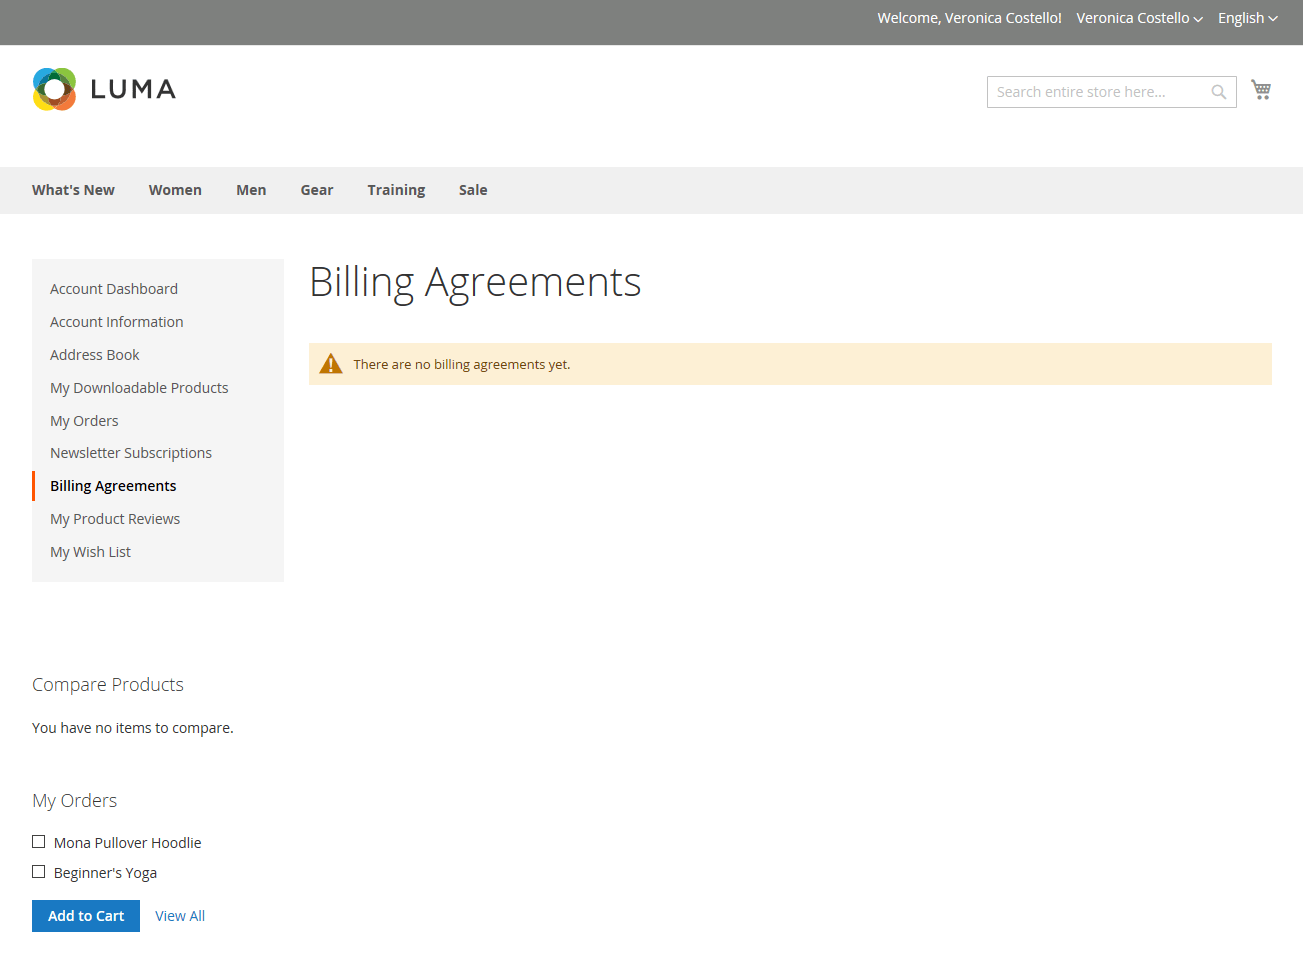 Welcome, Veronica Costello! Veronica Costello English
LUMA
Search entire store here...
What's New Women Men Gear Training Sale
Account Dashboard
Account Information
Address Book
My Downloadable Products
My Orders
Newsletter Subscriptions
Billing Agreements
My Product Reviews
My Wish List
Billing Agreements
There are no billing agreements yet.
Compare Products
You have no items to compare.
My Orders
Mona Pullover Hoodlie
Beginner's Yoga
Add to Cart View All